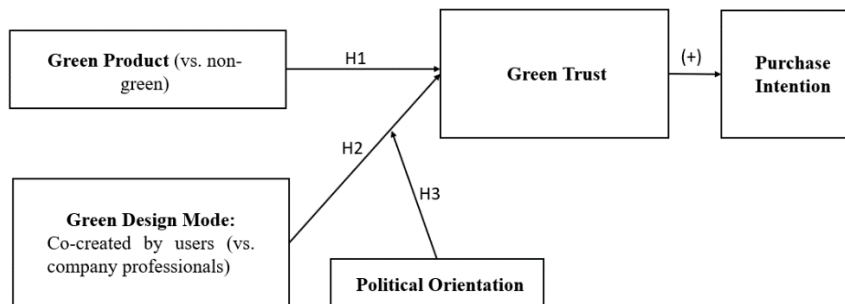 Green Product (vs. non-
green)
H1
Green Trust
(+)
Purchase
Intention
H2
H3
Green Design Mode:
Co-created by users (vs.
company professionals)
Political Orientation